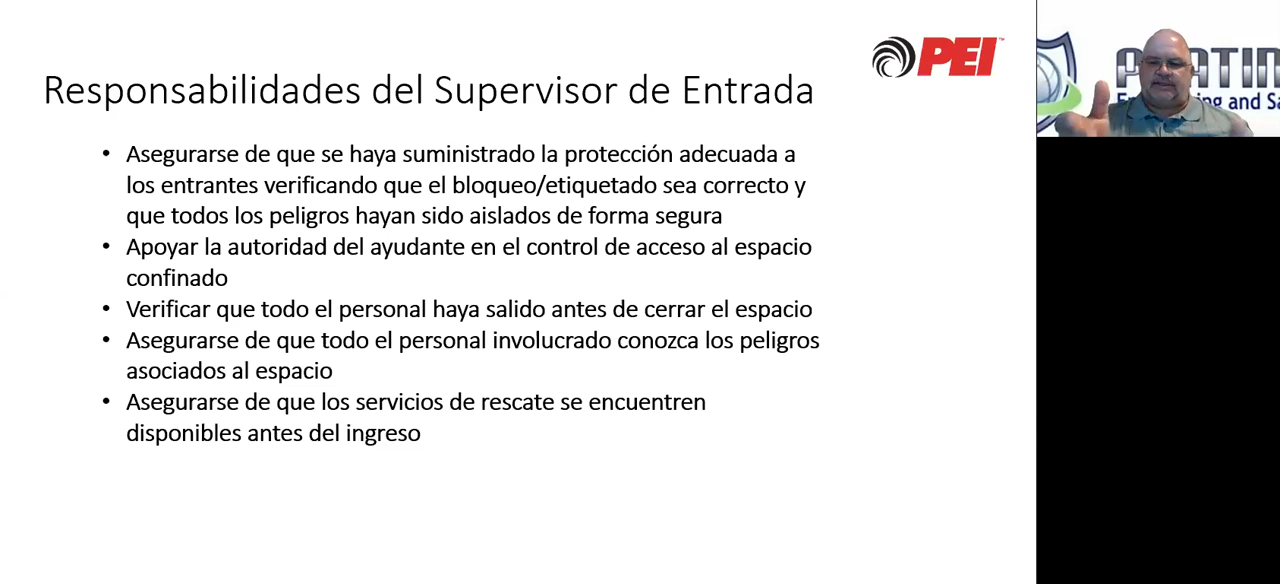 PEI
Responsabilidades del Supervisor de Entrada
• Asegurarse de que se haya suministrado la protección adecuada a
los entrantes verificando que el bloqueo/etiquetado sea correcto y
que todos los peligros hayan sido aislados de forma segura
• Apoyar la autoridad del ayudante en el control de acceso al espacio
confinado
• Verificar que todo el personal haya salido antes de cerrar el espacio
• Asegurarse de que todo el personal involucrado conozca los peligros
asociados al espacio
• Asegurarse de que los servicios de rescate se encuentren
disponibles antes del ingreso
and